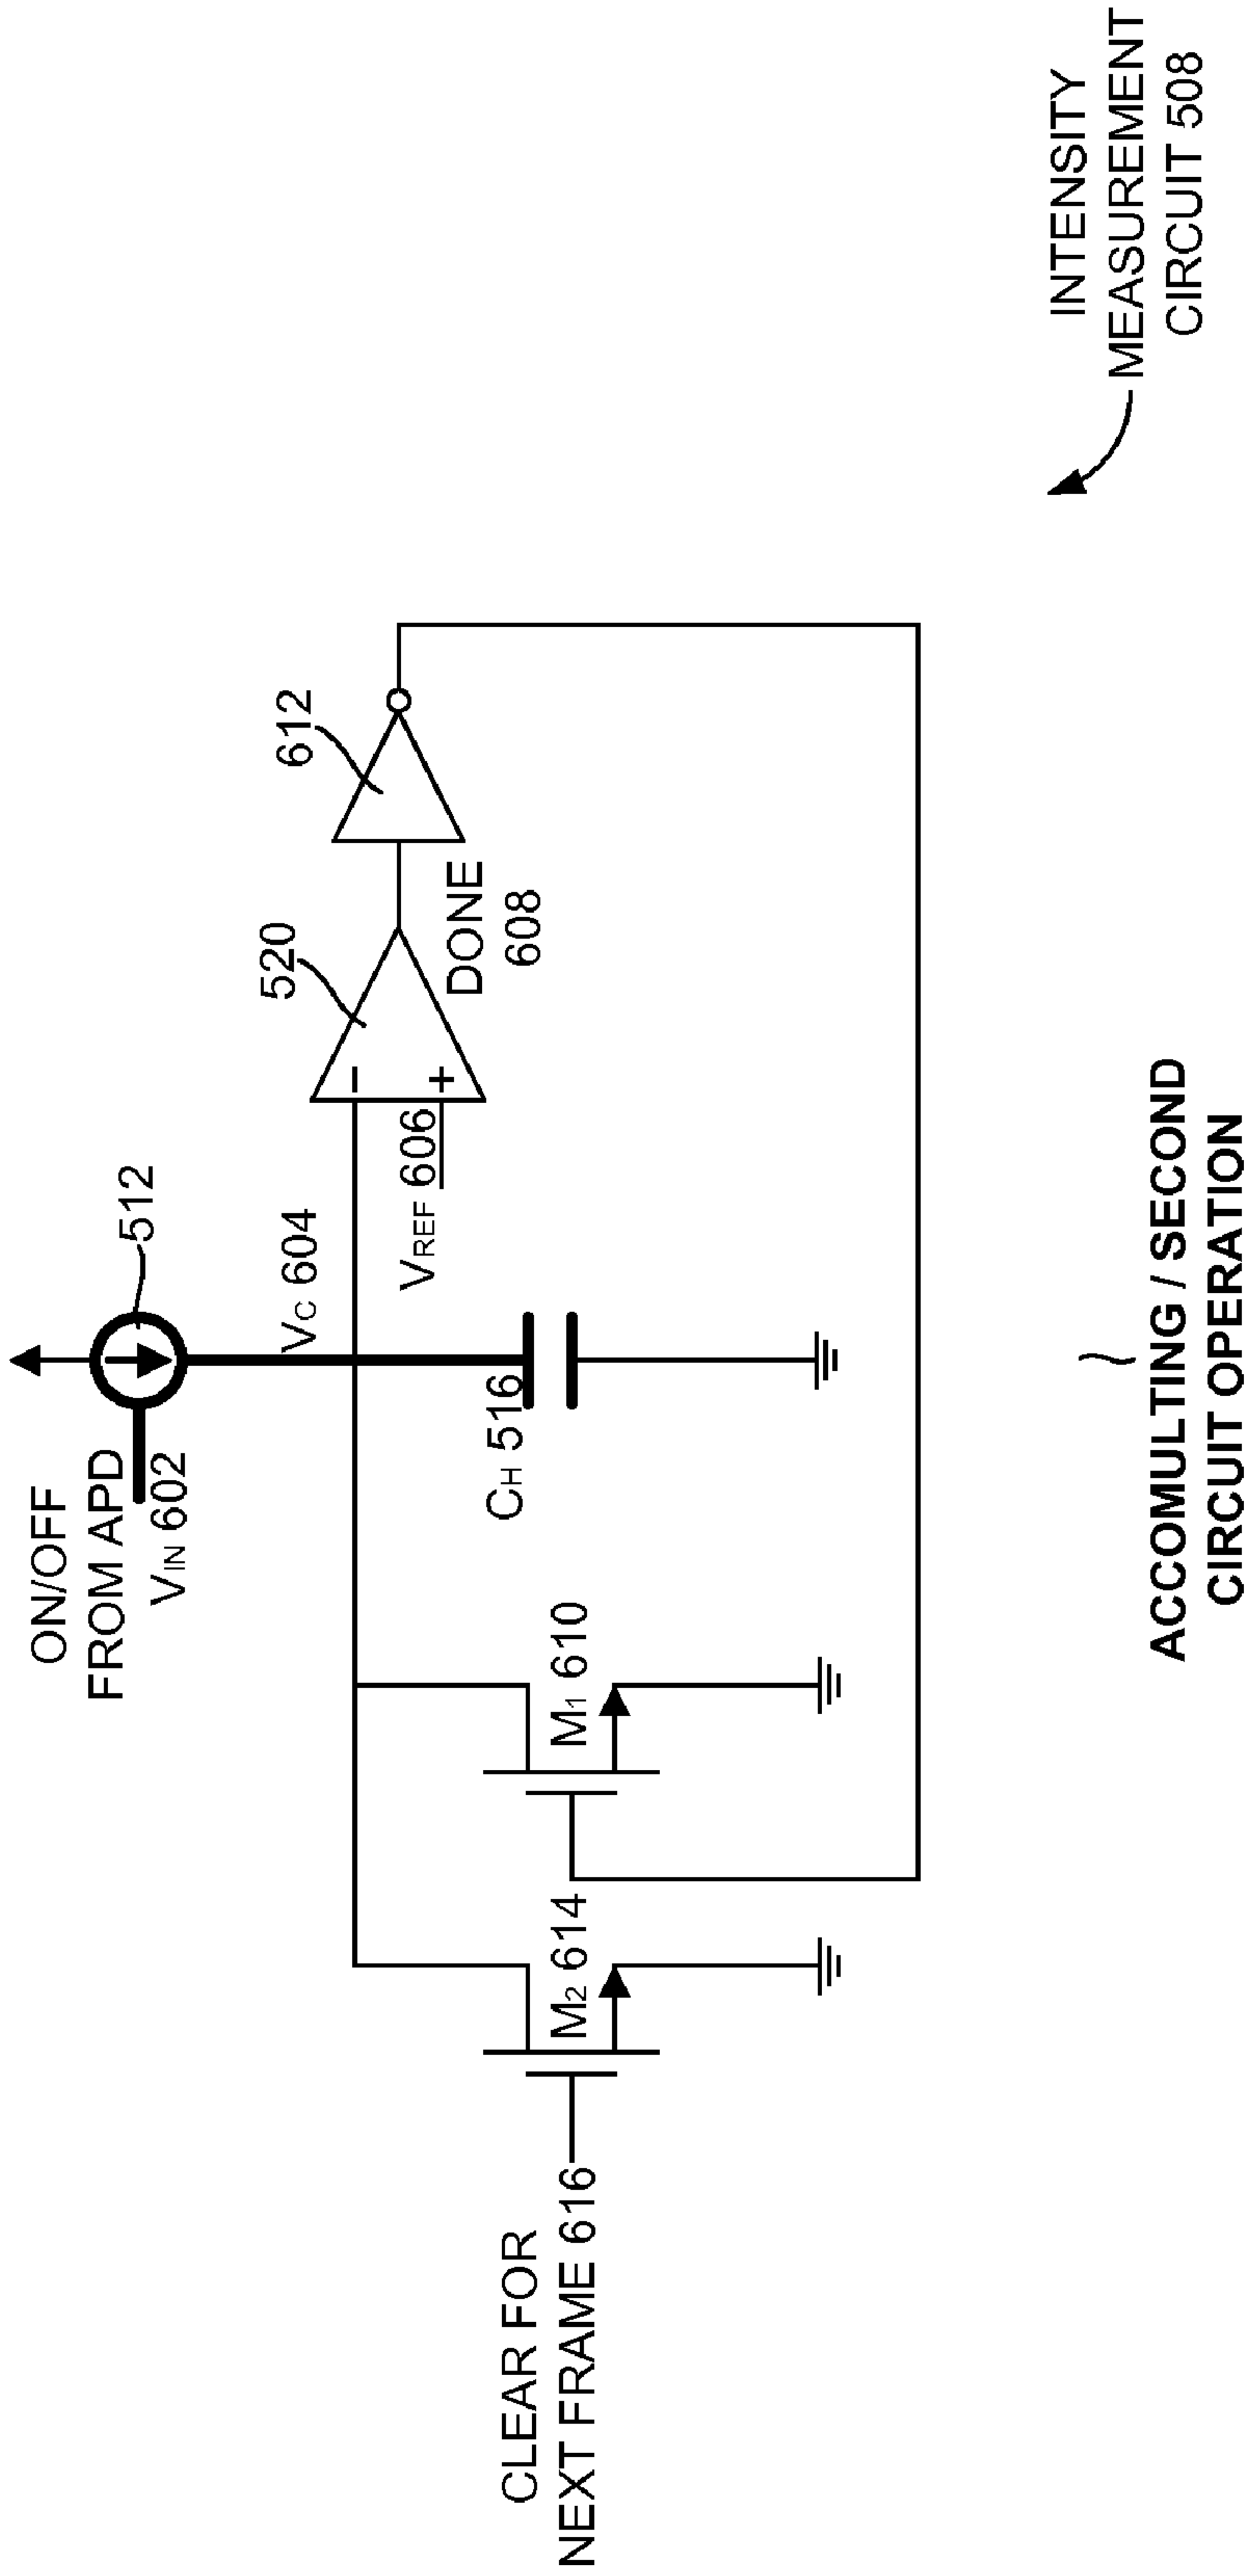 ON/OFF
FROM APD
VIN 602
512
VC 604
520
612
VREF 606
-
+
DONE
608
CH 516
M1 610
M2 614
CLEAR FOR
NEXT FRAME 616
INTENSITY
MEASUREMENT
CIRCUIT 508
ACCOMULTING / SECOND
CIRCUIT OPERATION